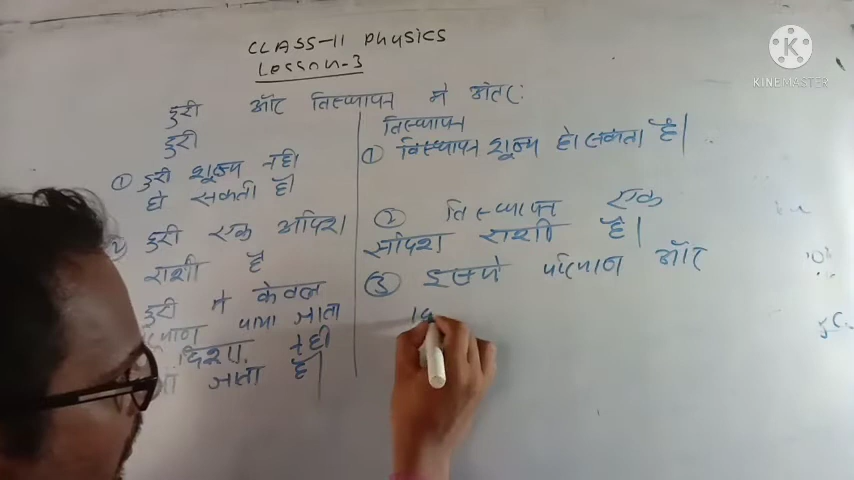 CLASS-11 Physics
Lesson-3
दुरी और विस्थापन मे अंतर:
दुरी
① दुरी शून्य नही
हो सकती है
दुरी एक अदिश
राशी है
दुरी मे केवल
पाया जाता
दिशा नही
जाता है|
विस्थापन
① विस्थापन शून्य हो सकता है|
② विस्थापन एक
सदिश राशी है|
③ इसमे परिमाण और
KINEMASTER